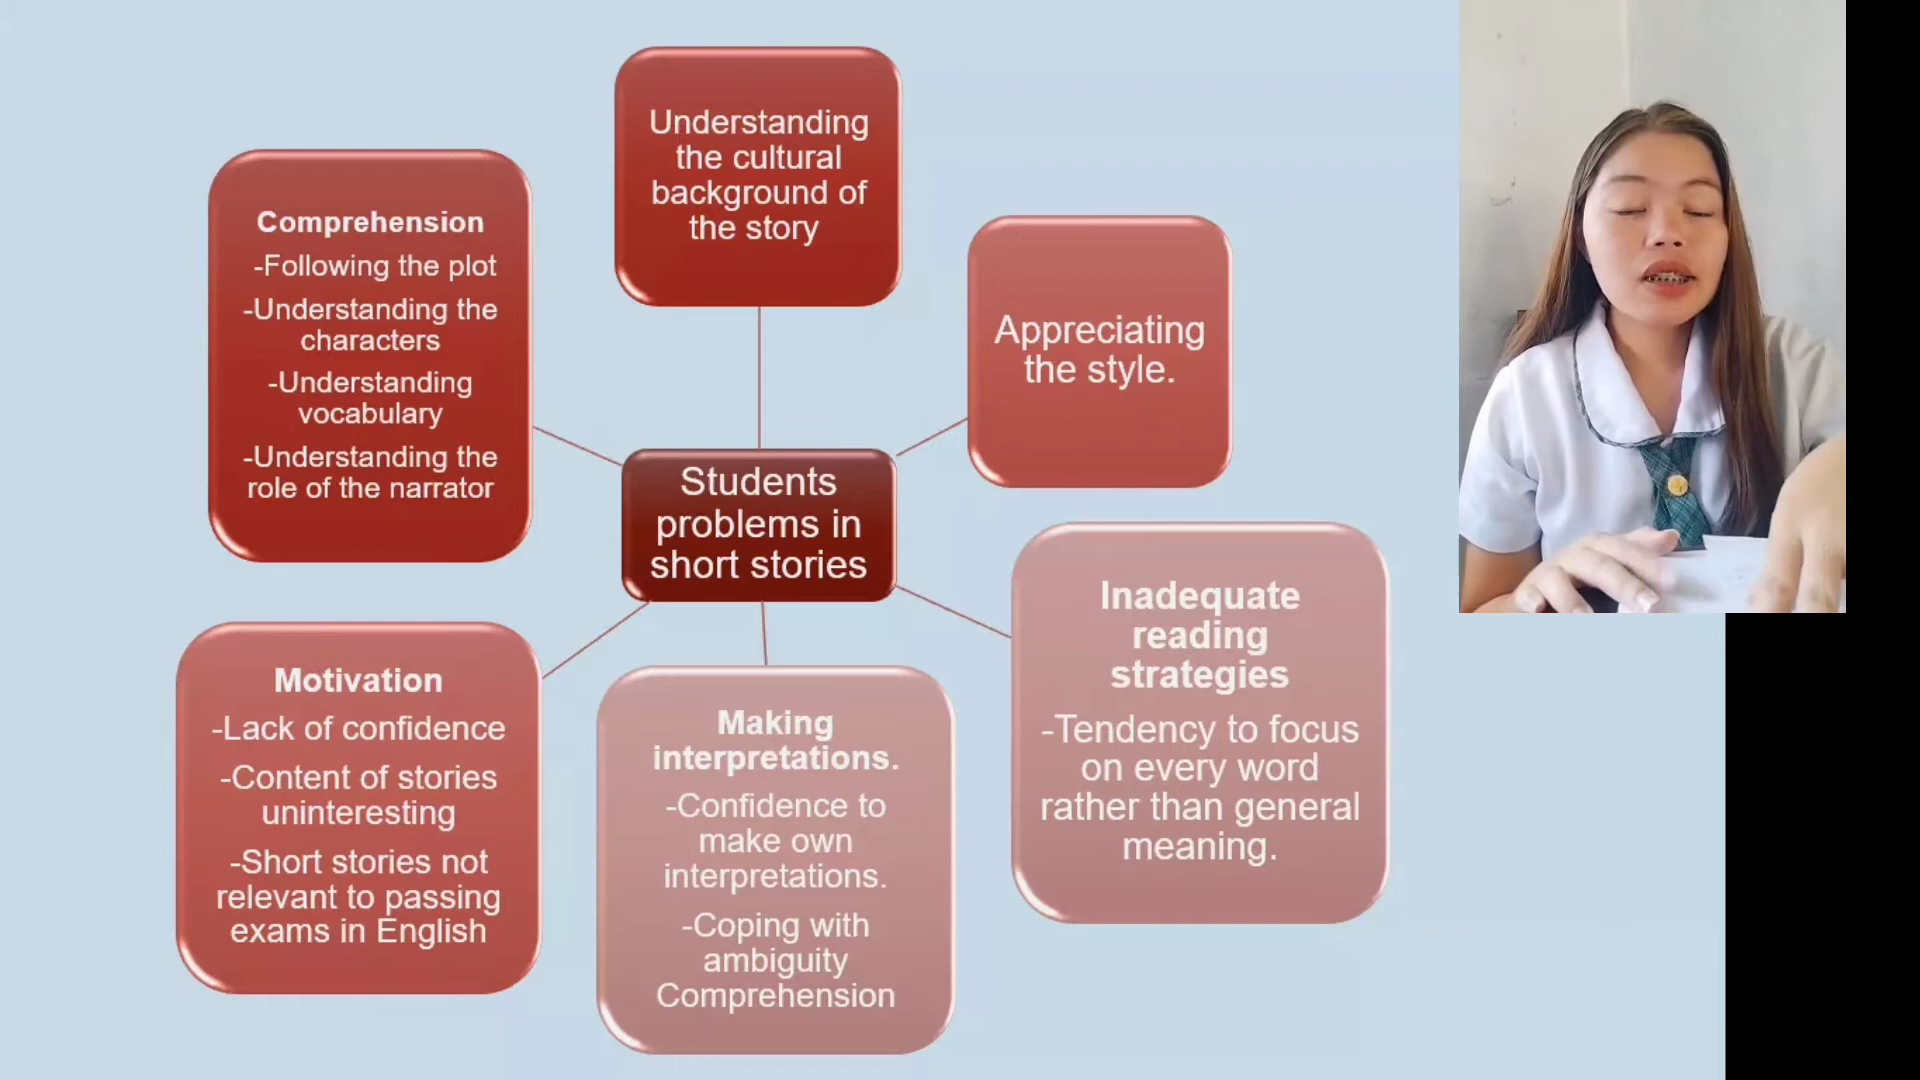 Understanding
the cultural
background of
the story
Comprehension
-Following the plot
-Understanding the
characters
-Understanding
vocabulary
-Understanding the
role of the narrator
Appreciating
the style.
Students
problems in
short stories
Inadequate
reading
strategies
-Tendency to focus
on every word
rather than general
meaning.
Motivation
-Lack of confidence
-Content of stories
uninteresting
-Short stories not
relevant to passing
exams in English
Making
interpretations.
-Confidence to
make own
interpretations.
-Coping with
ambiguity
Comprehension